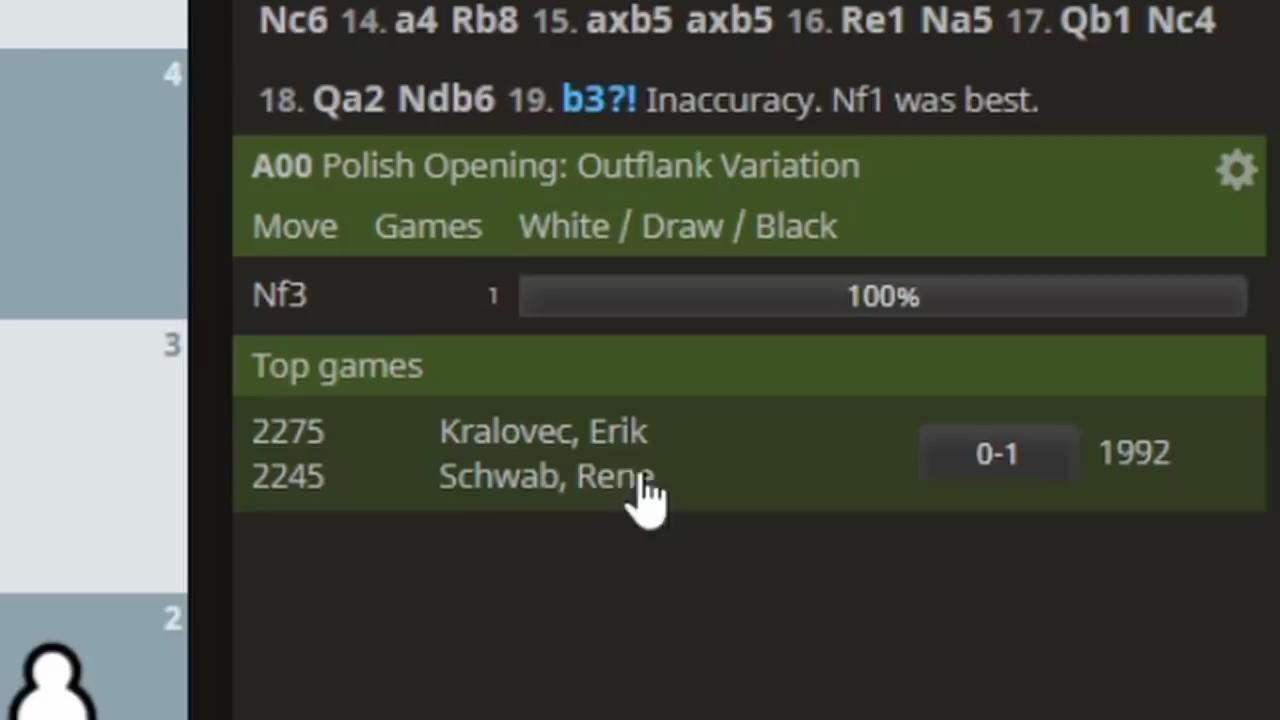 Nc6 14. a4 Rb8 15. axb5 axb5 16. Re1 Na5 17. Qb1 Nc4
4
18. Qa2 Ndb6 19. b3?! Inaccuracy. Nf1 was best.
A00 Polish Opening: Outflank Variation
Move Games White / Draw / Black
Nf3 1 100%
3
Top games
2275 Kralovec, Erik
0-1 1992
2245 Schwab, Rene
2